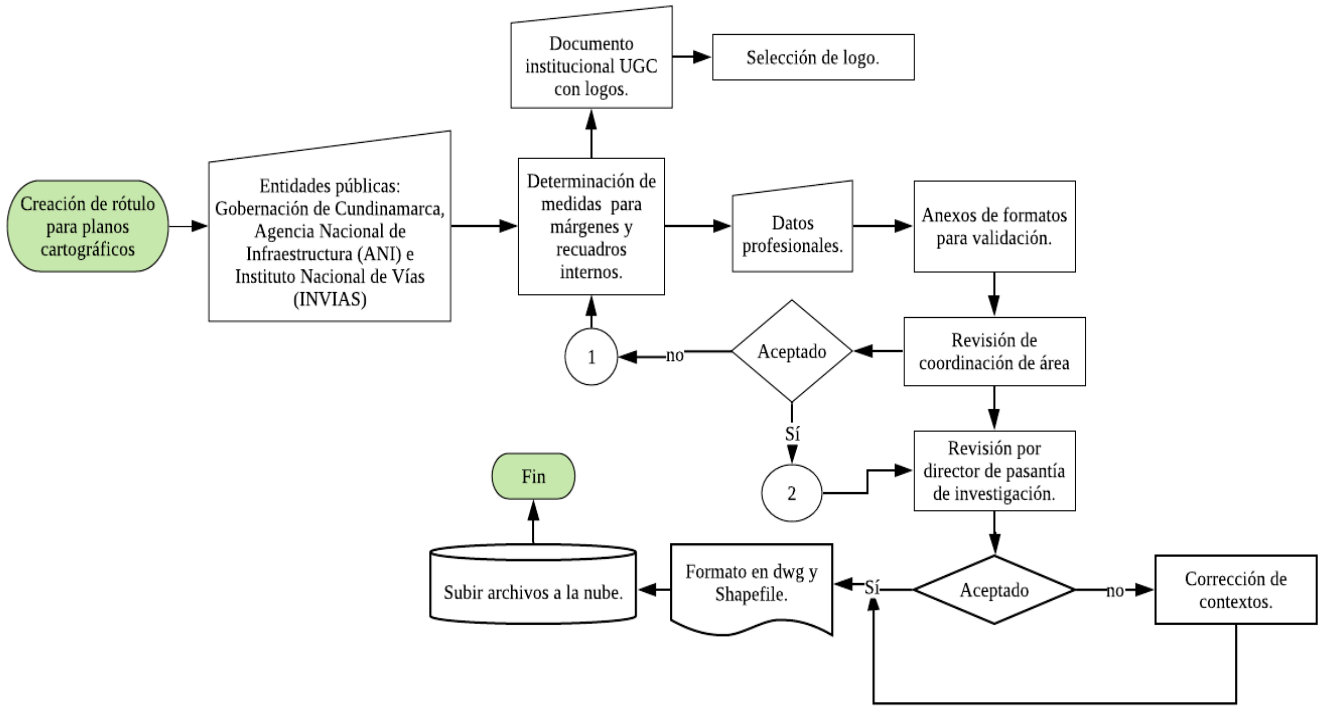 Documento
institucional UGC
con logos.
Selección de logo.
Creación de rótulo
para planos
cartográficos
Entidades públicas:
Gobernación de Cundinamarca,
Agencia Nacional de
Infraestructura (ANI) e
Instituto Nacional de Vías
(INVIAS)
Determinación de
medidas para
márgenes y
recuadros
internos.
Datos
profesionales.
Anexos de formatos
para validación.
1
no
Aceptado
Revisión de
coordinación de área
Sí
2
Revisión por
director de pasantía
de investigación.
Fin
Subir archivos a la nube.
Formato en dwg y
Shapefile.
Sí
Aceptado
no
Corrección de
contextos.